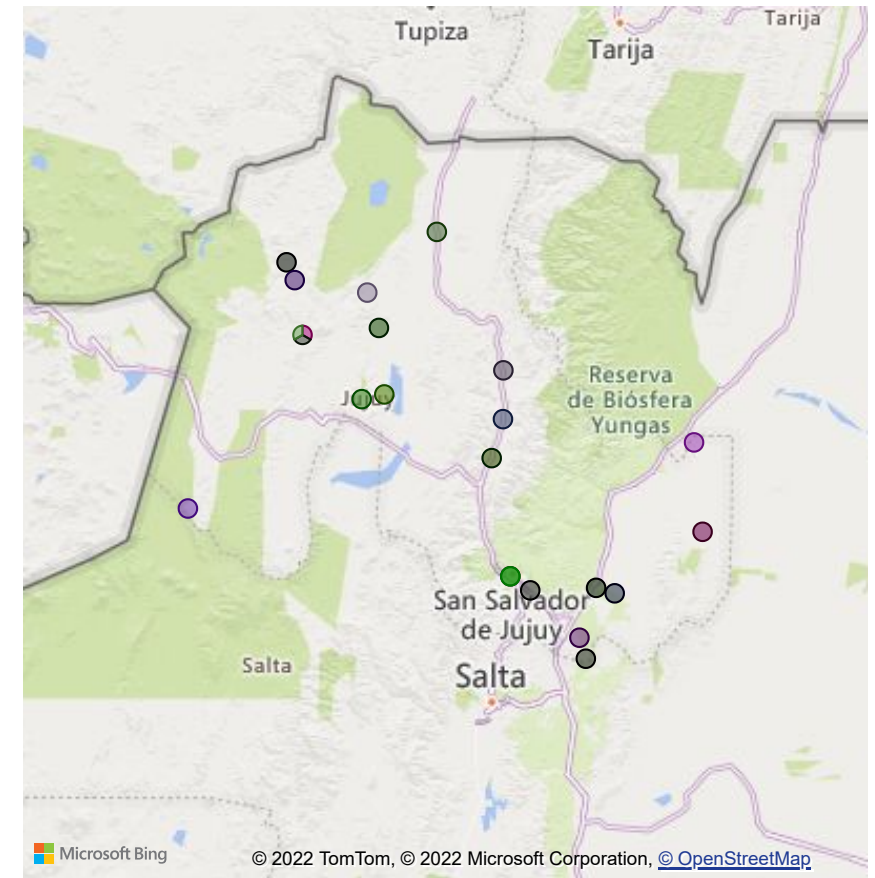 Tarija
Tupiza
Tarija
Reserva
de Biósfera
Yungas
Jujuy
San Salvador
de Jujuy
Salta
Salta
Microsoft Bing
© 2022 TomTom, © 2022 Microsoft Corporation, © OpenStreetMap